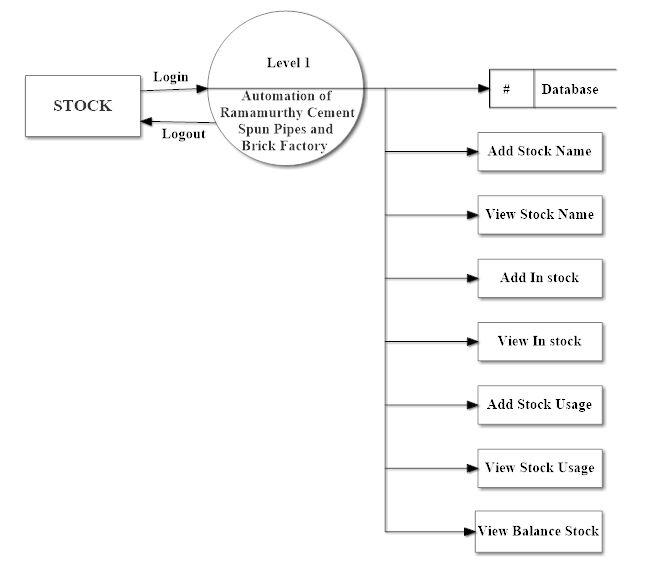 Level 1
Login
STOCK
Automation of
Ramamurthy Cement
Spun Pipes and
Brick Factory
Logout
# Database
Add Stock Name
View Stock Name
Add In stock
View In stock
Add Stock Usage
View Stock Usage
View Balance Stock